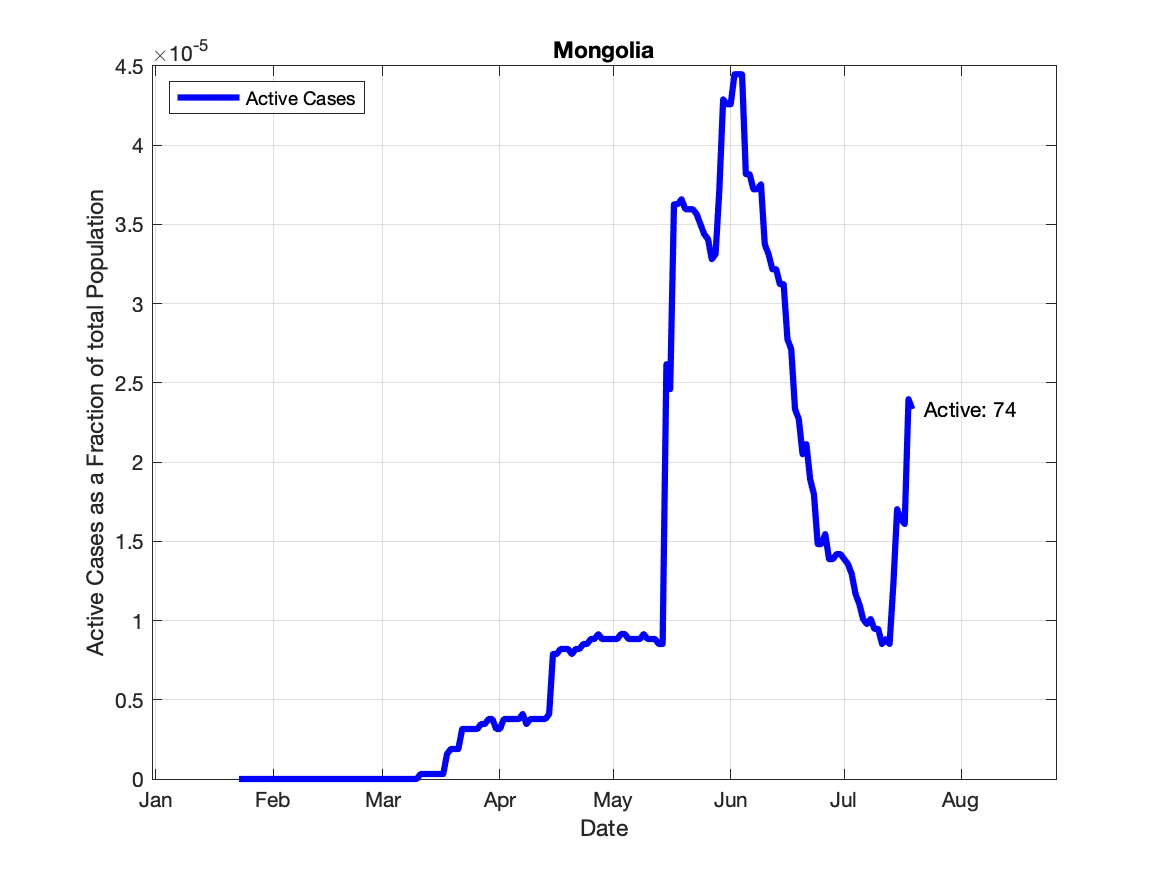 Mongolia
×10-5
4.5
4
3.5
3
2.5
2
1.5
1
0.5
0
Active Cases as a Fraction of total Population
Active Cases
Active: 74
Jan Feb Mar Apr May Jun Jul Aug
Date